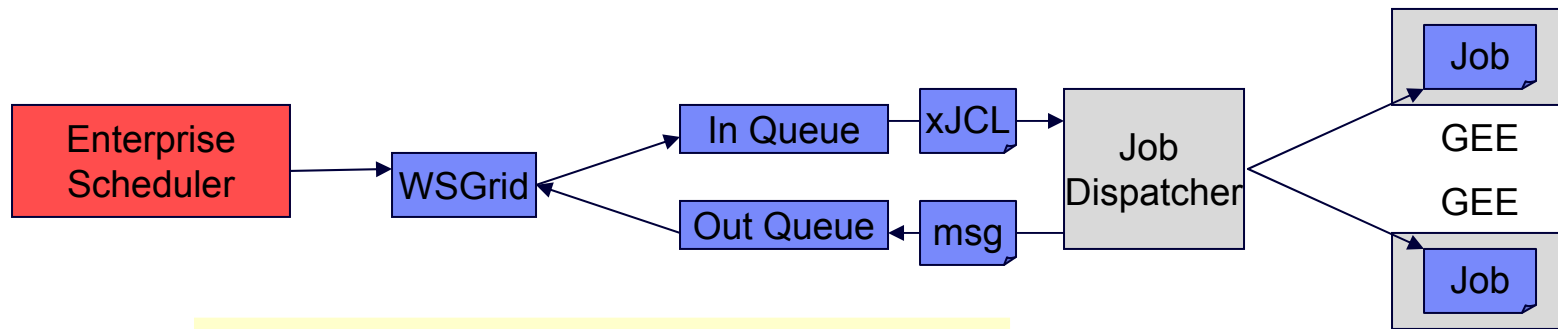 Enterprise
Scheduler
WSGrid
In Queue
xJCL
Out Queue
msg
Job
Dispatcher
Job
GEE
GEE
Job